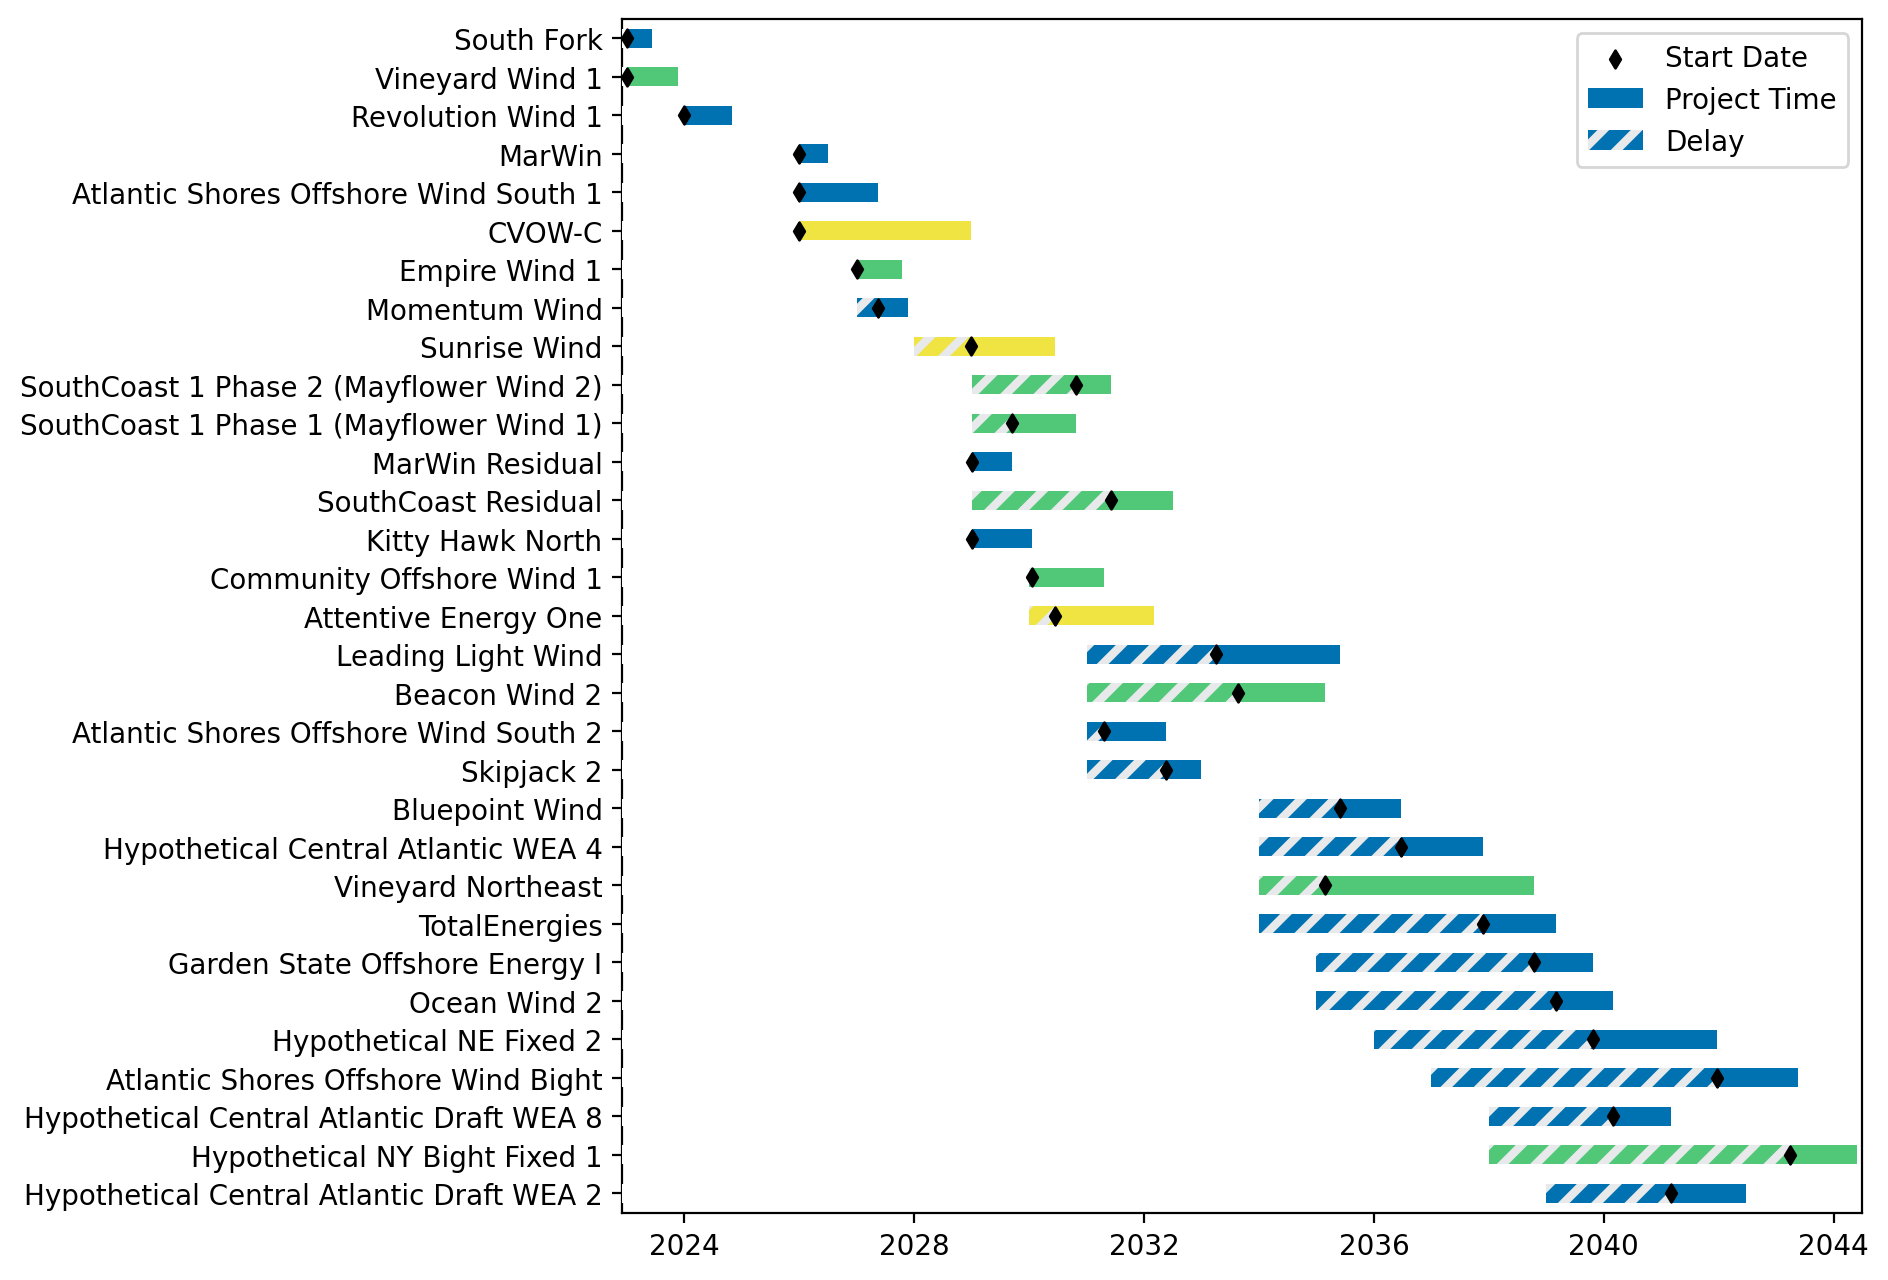 South Fork
Vineyard Wind 1
Revolution Wind 1
MarWin
Atlantic Shores Offshore Wind South 1
CVOW-C
Empire Wind 1
Momentum Wind
Sunrise Wind
SouthCoast 1 Phase 2 (Mayflower Wind 2)
SouthCoast 1 Phase 1 (Mayflower Wind 1)
MarWin Residual
SouthCoast Residual
Kitty Hawk North
Community Offshore Wind 1
Attentive Energy One
Leading Light Wind
Beacon Wind 2
Atlantic Shores Offshore Wind South 2
Skipjack 2
Bluepoint Wind
Hypothetical Central Atlantic WEA 4
Vineyard Northeast
TotalEnergies
Garden State Offshore Energy I
Ocean Wind 2
Hypothetical NE Fixed 2
Atlantic Shores Offshore Wind Bight
Hypothetical Central Atlantic Draft WEA 8
Hypothetical NY Bight Fixed 1
Hypothetical Central Atlantic Draft WEA 2
Start Date
Project Time
Delay
2024 2028 2032 2036 2040 2044